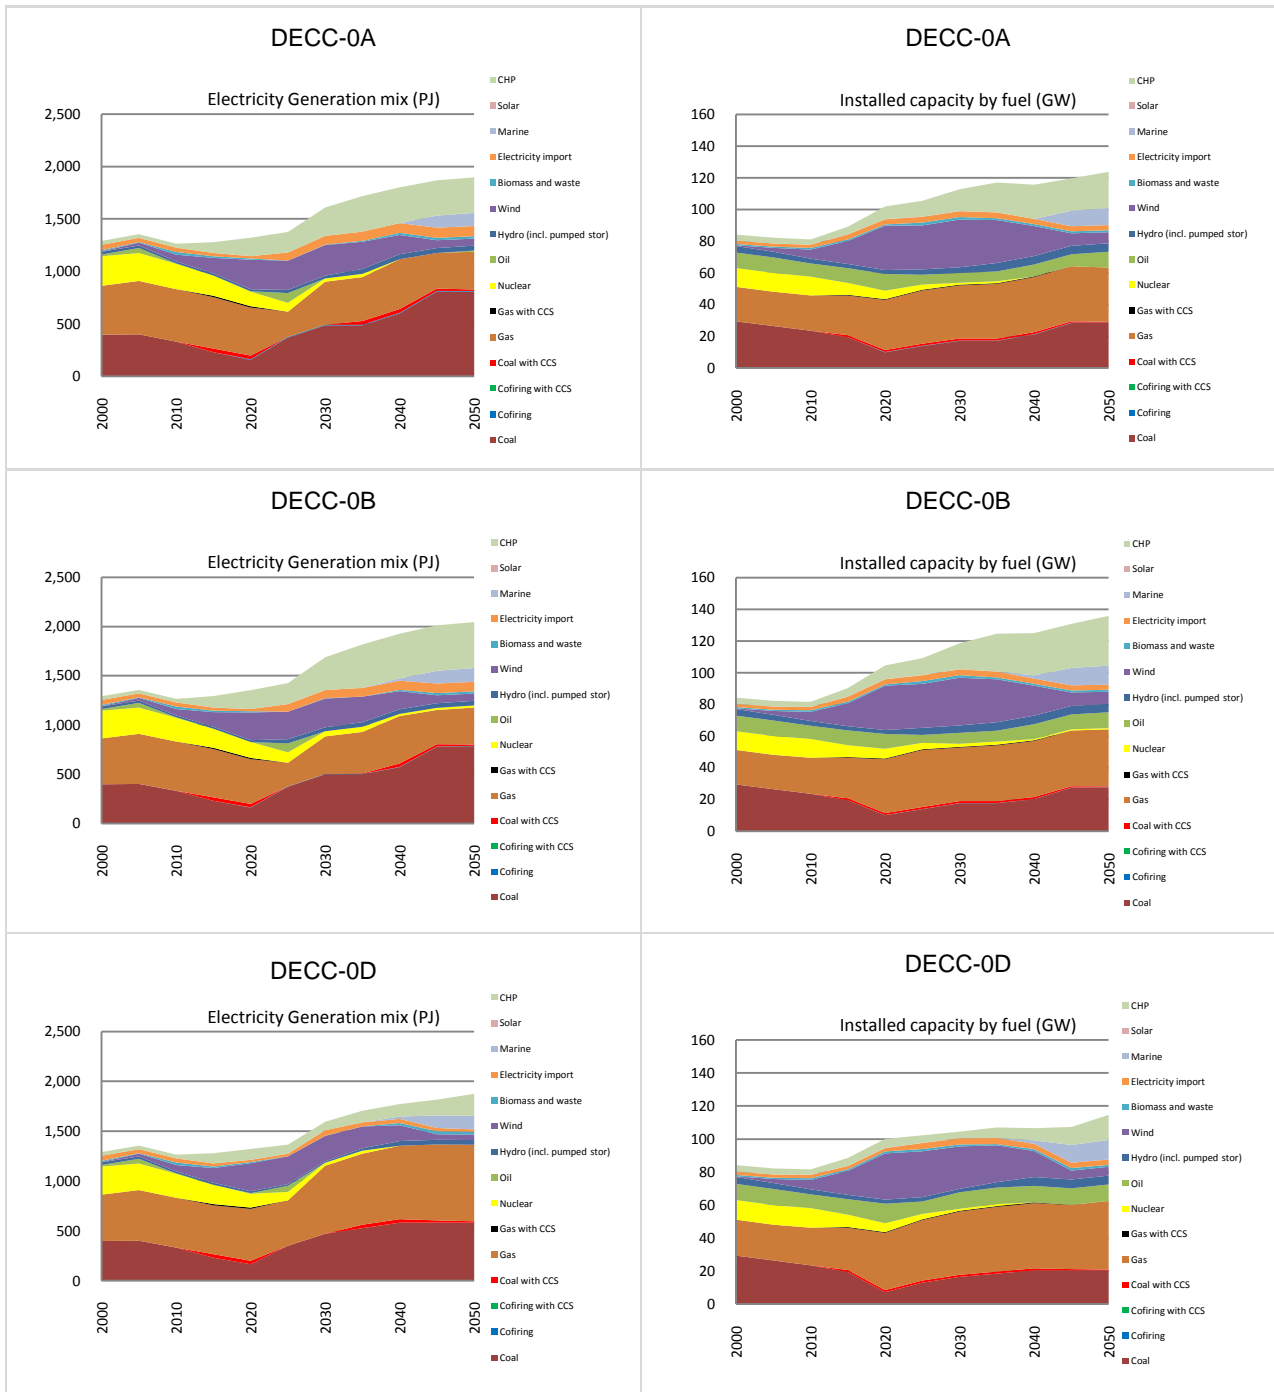 DECC-0A
Electricity Generation mix (PJ)
2,500
2,000
1,500
1,000
500
0
2000
2010
2020
2030
2040
2050
CHP
Solar
Marine
Electricity import
Biomass and waste
Wind
Hydro (incl. pumped stor)
Oil
Nuclear
Gas with CCS
Gas
Coal with CCS
Cofiring with CCS
Cofiring
Coal
DECC-0A
Installed capacity by fuel (GW)
160
140
120
100
80
60
40
20
0
2000
2010
2020
2030
2040
2050
CHP
Solar
Marine
Electricity import
Biomass and waste
Wind
Hydro (incl. pumped stor)
Oil
Nuclear
Gas with CCS
Gas
Coal with CCS
Cofiring with CCS
Cofiring
Coal
DECC-0B
Electricity Generation mix (PJ)
2,500
2,000
1,500
1,000
500
0
2000
2010
2020
2030
2040
2050
CHP
Solar
Marine
Electricity import
Biomass and waste
Wind
Hydro (incl. pumped stor)
Oil
Nuclear
Gas with CCS
Gas
Coal with CCS
Cofiring with CCS
Cofiring
Coal
DECC-0B
Installed capacity by fuel (GW)
160
140
120
100
80
60
40
20
0
2000
2010
2020
2030
2040
2050
CHP
Solar
Marine
Electricity import
Biomass and waste
Wind
Hydro (incl. pumped stor)
Oil
Nuclear
Gas with CCS
Gas
Coal with CCS
Cofiring with CCS
Cofiring
Coal
DECC-0D
Electricity Generation mix (PJ)
2,500
2,000
1,500
1,000
500
0
2000
2010
2020
2030
2040
2050
CHP
Solar
Marine
Electricity import
Biomass and waste
Wind
Hydro (incl. pumped stor)
Oil
Nuclear
Gas with CCS
Gas
Coal with CCS
Cofiring with CCS
Cofiring
Coal
DECC-0D
Installed capacity by fuel (GW)
160
140
120
100
80
60
40
20
0
2000
2010
2020
2030
2040
2050
CHP
Solar
Marine
Electricity import
Biomass and waste
Wind
Hydro (incl. pumped stor)
Oil
Nuclear
Gas with CCS
Gas
Coal with CCS
Cofiring with CCS
Cofiring
Coal